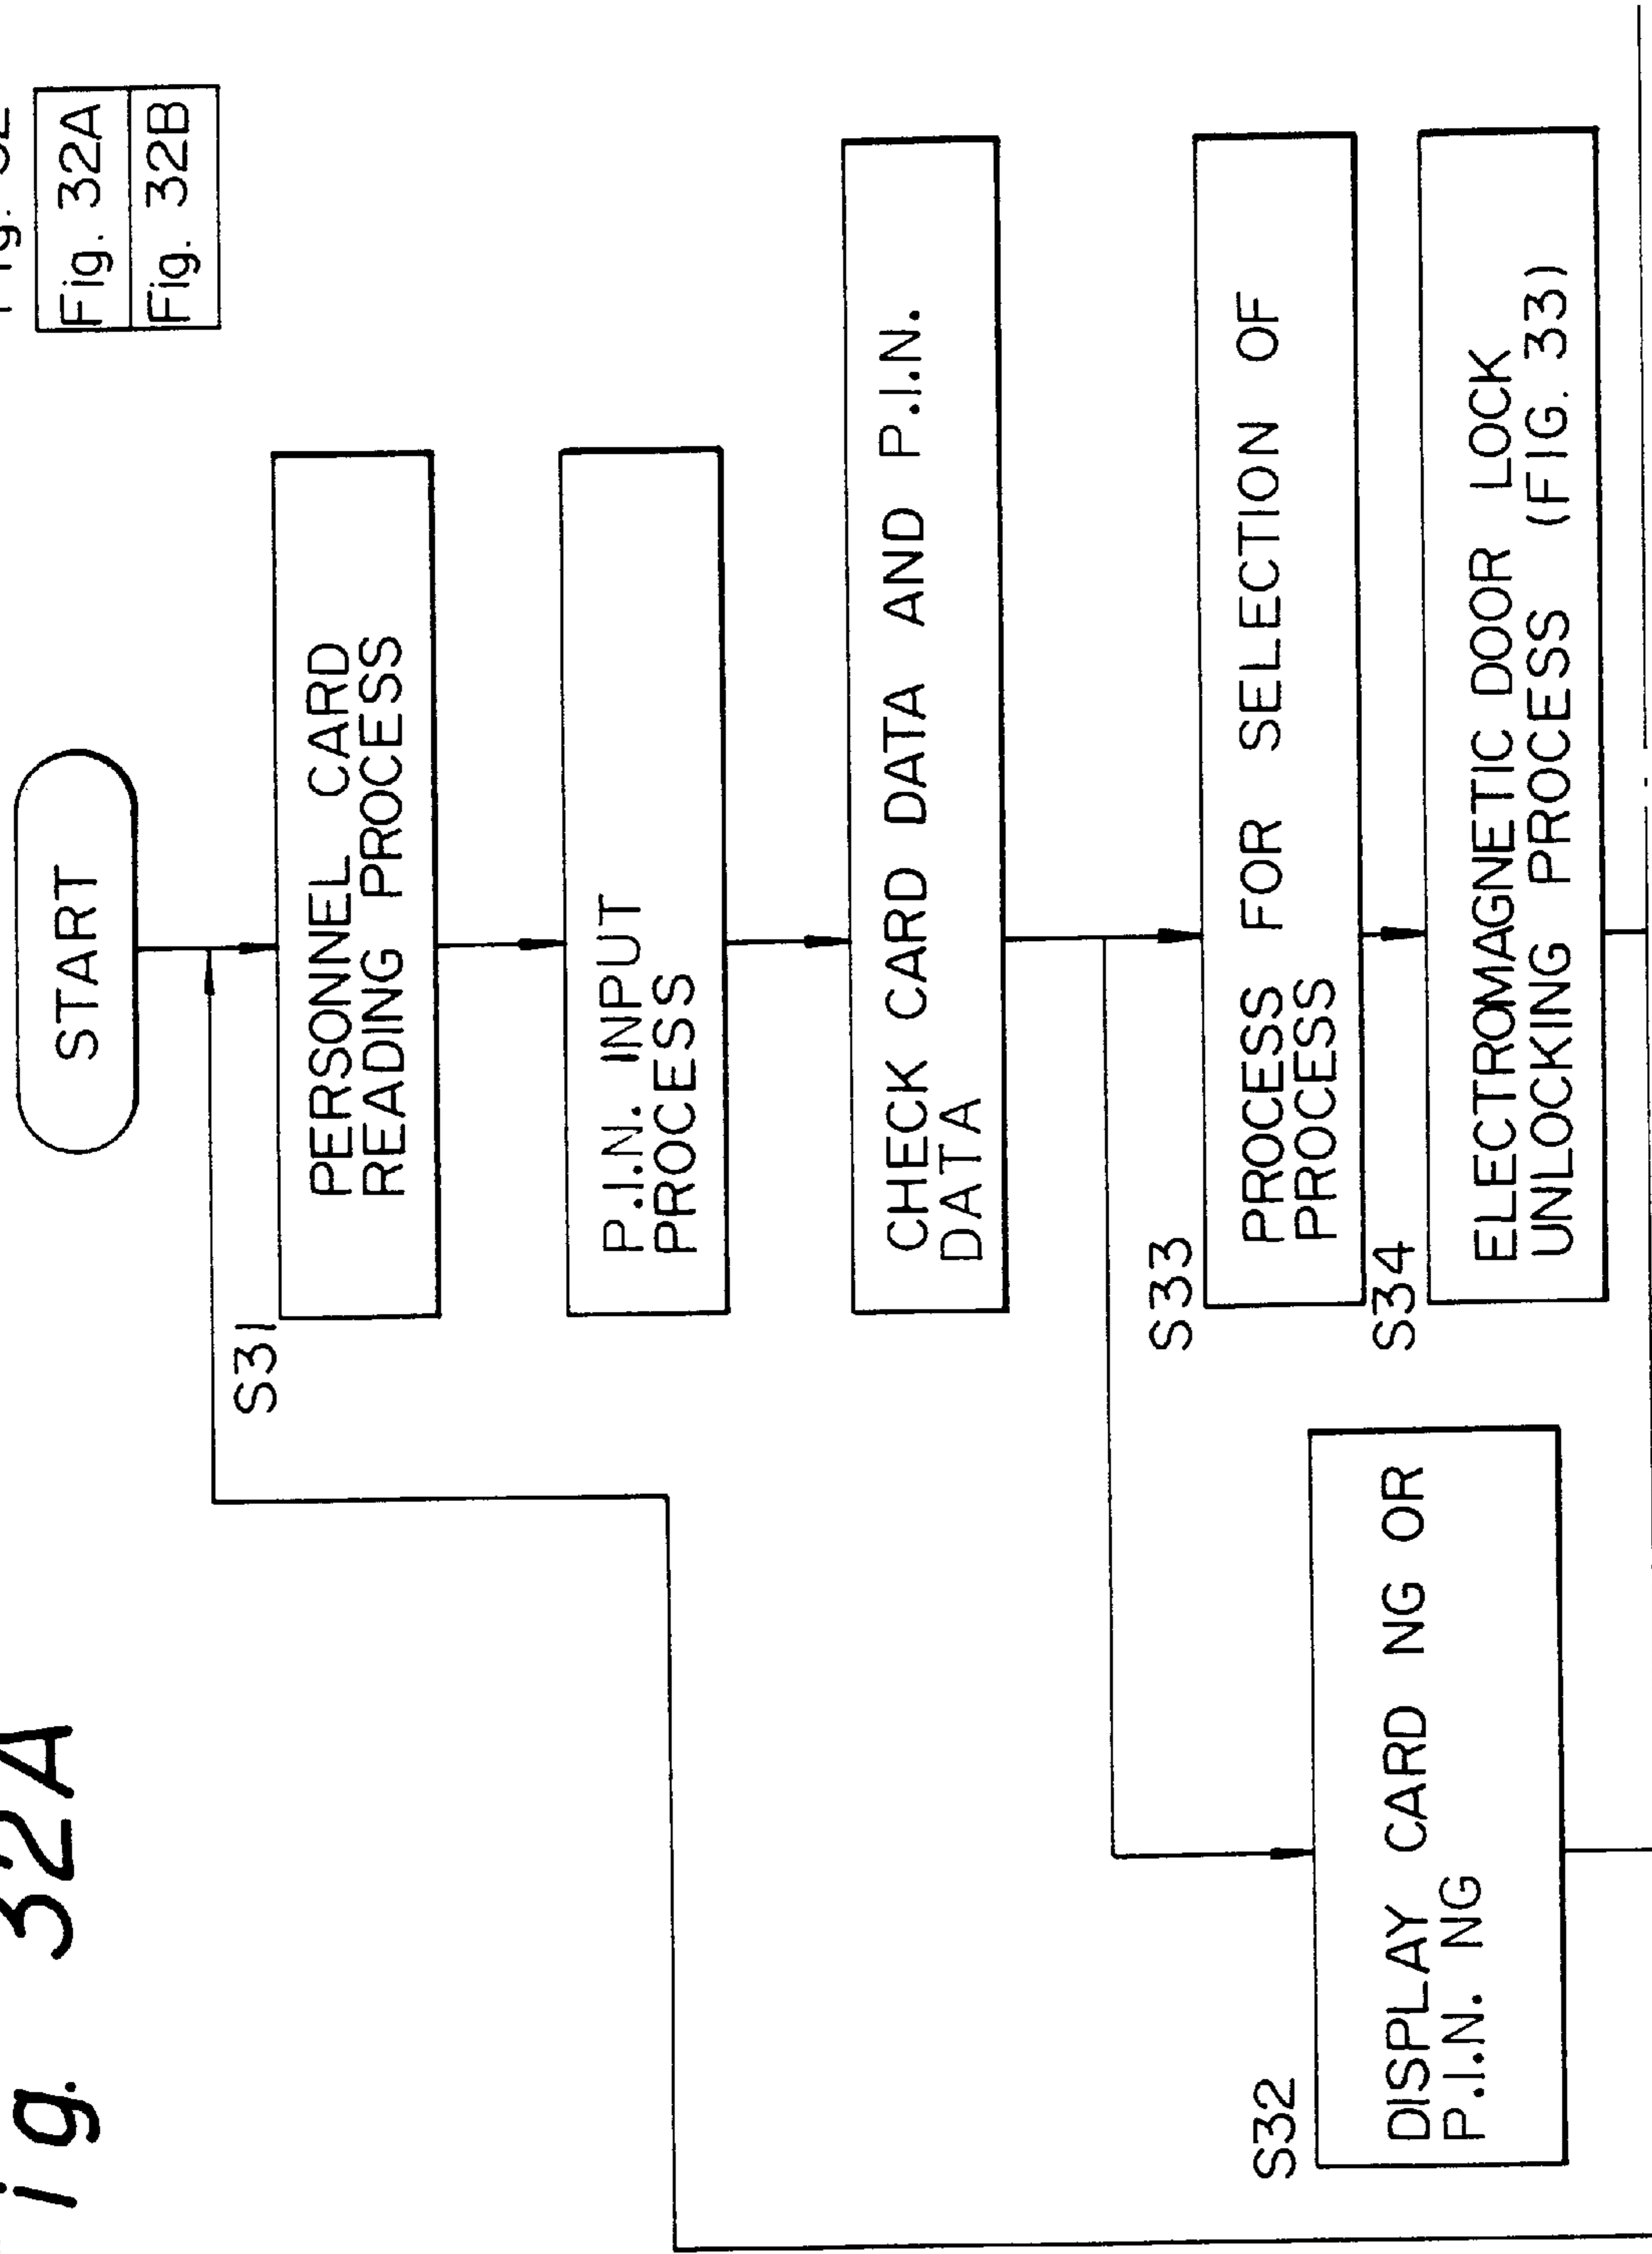 Fig. 32A
Fig. 32
Fig. 32A
Fig. 32B
START
S31
PERSONNEL CARD
READING PROCESS
P.I.N. INPUT
PROCESS
CHECK CARD DATA AND P.I.N.
DATA
S33
PROCESS FOR SELECTION OF
PROCESS
S32
DISPLAY CARD NG OR
P.I.N. NG
S34
ELECTROMAGNETIC DOOR LOCK
UNLOCKING PROCESS (FIG. 33)